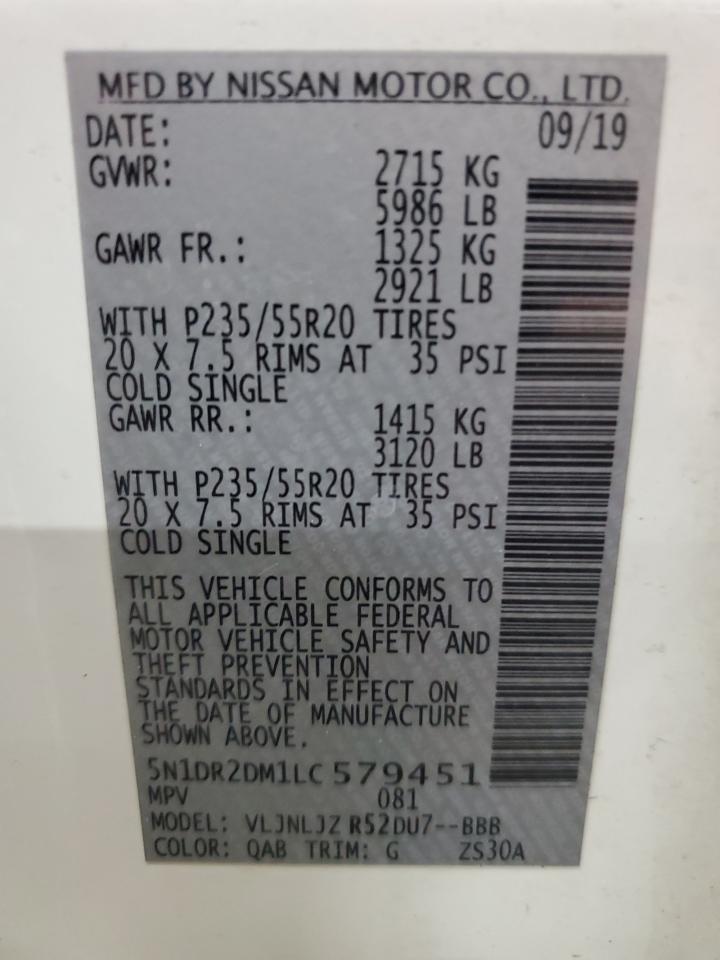 MFD BY NISSAN MOTOR CO., LTD.
DATE: 09/19
GVWR: 2715 KG
5986 LB
GAWR FR.: 1325 KG
2921 LB
WITH P235/55R20 TIRES
20 X 7.5 RIMS AT 35 PSI
COLD SINGLE
GAWR RR.: 1415 KG
3120 LB
WITH P235/55R20 TIRES
20 X 7.5 RIMS AT 35 PSI
COLD SINGLE
THIS VEHICLE CONFORMS TO
ALL APPLICABLE FEDERAL
MOTOR VEHICLE SAFETY AND
THEFT PREVENTION
STANDARDS IN EFFECT ON
THE DATE OF MANUFACTURE
SHOWN ABOVE.
5N1DR2DM1LC579451
MPV 081
MODEL: VLJNLJZ R52DU7--BBB
COLOR: QAB TRIM: G ZS30A